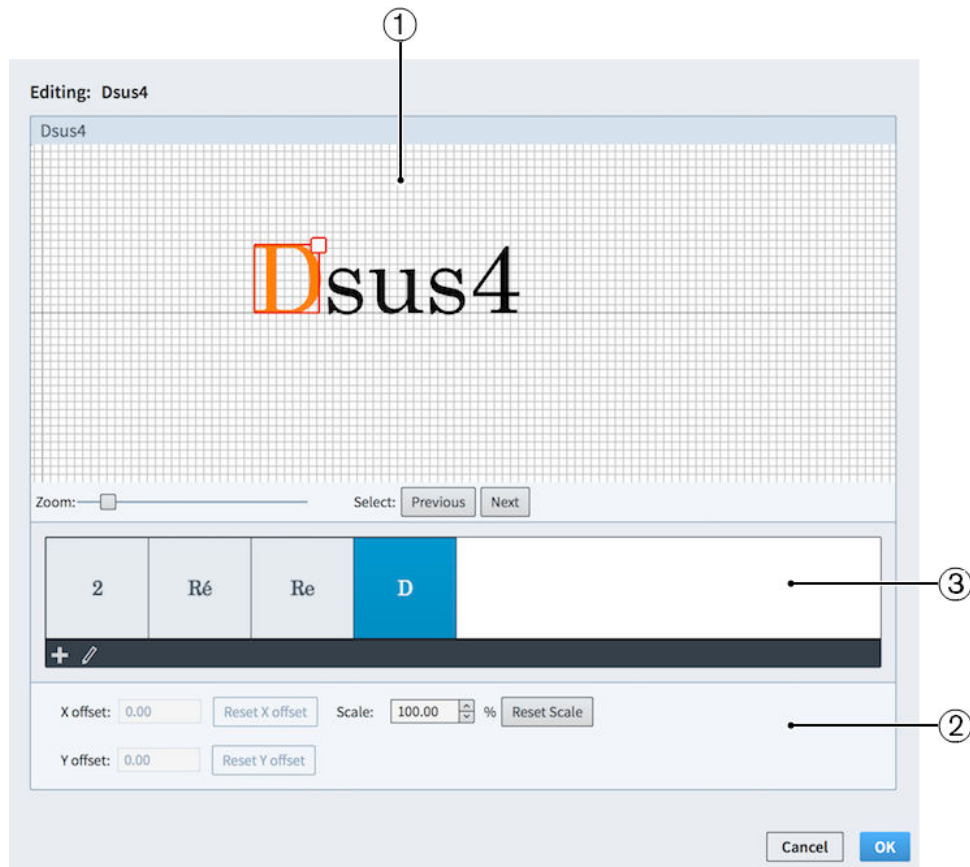 ①
Editing: Dsus4
Dsus4
Dsus4
Zoom: Select: Previous Next
2 Ré Re D
③
X offset: 0.00 Reset X offset Scale: 100.00 % Reset Scale
②
Y offset: 0.00 Reset Y offset
Cancel OK